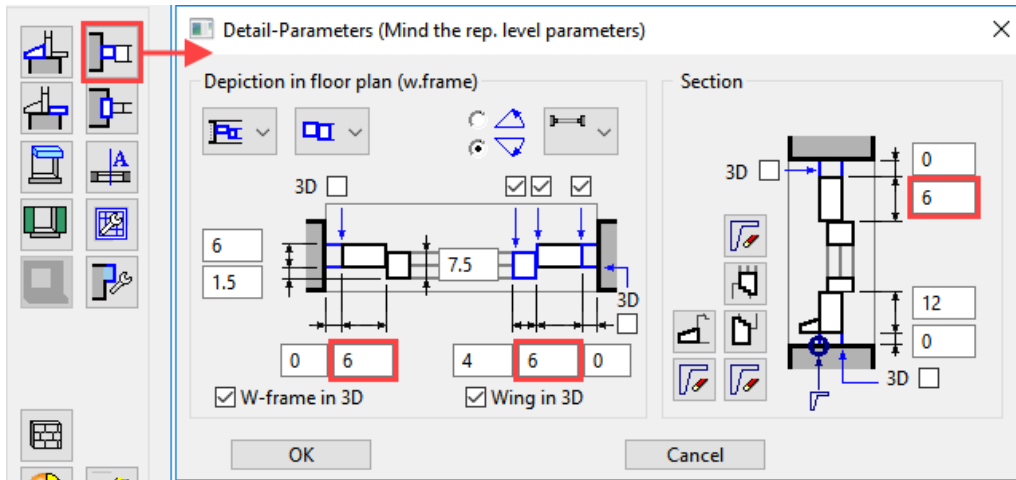 Detail-Parameters (Mind the rep. level parameters)
Depiction in floor plan (w.frame)
Section
A
3D
0
3D
6
6
7.5
1.5
3D
12
0
0 6 4 6 0
3D
W-frame in 3D Wing in 3D
OK Cancel